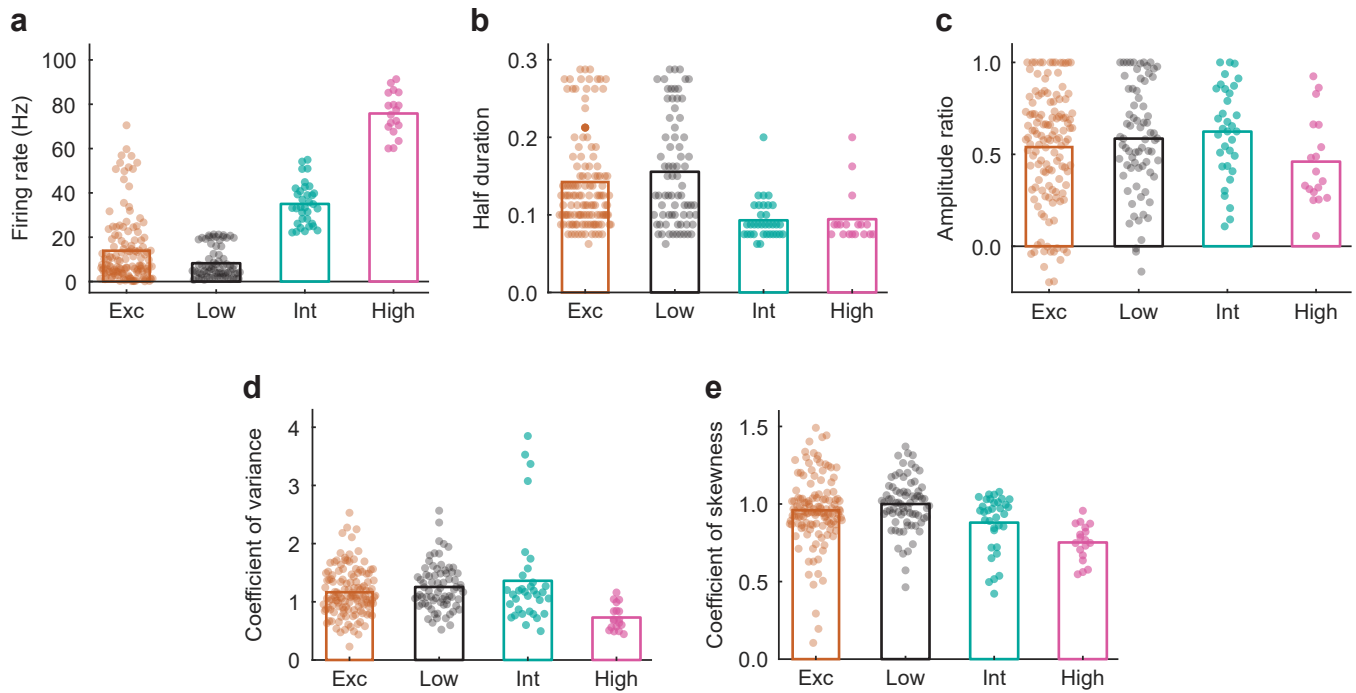 a
Firing rate (Hz)
100
80
60
40
20
0
Exc Low Int High
b
Half duration
0.3
0.2
0.1
0.0
Exc Low Int High
c
Amplitude ratio
1.0
0.5
0.0
Exc Low Int High
d
Coefficient of variance
4
3
2
1
0
Exc Low Int High
e
Coefficient of skewness
1.5
1.0
0.5
0.0
Exc Low Int High